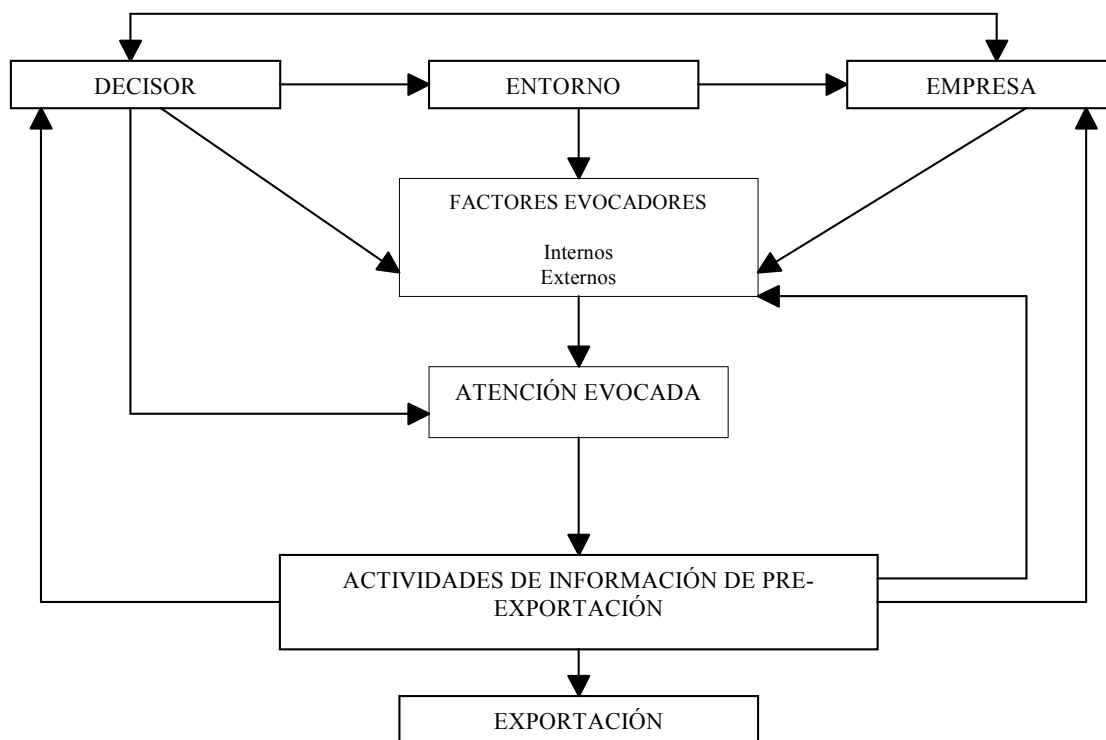 DECISOR
ENTORNO
EMPRESA
FACTORES EVOCADORES
Internos
Externos
ATENCIÓN EVOCADA
ACTIVIDADES DE INFORMACIÓN DE PRE-
EXPORTACIÓN
EXPORTACIÓN